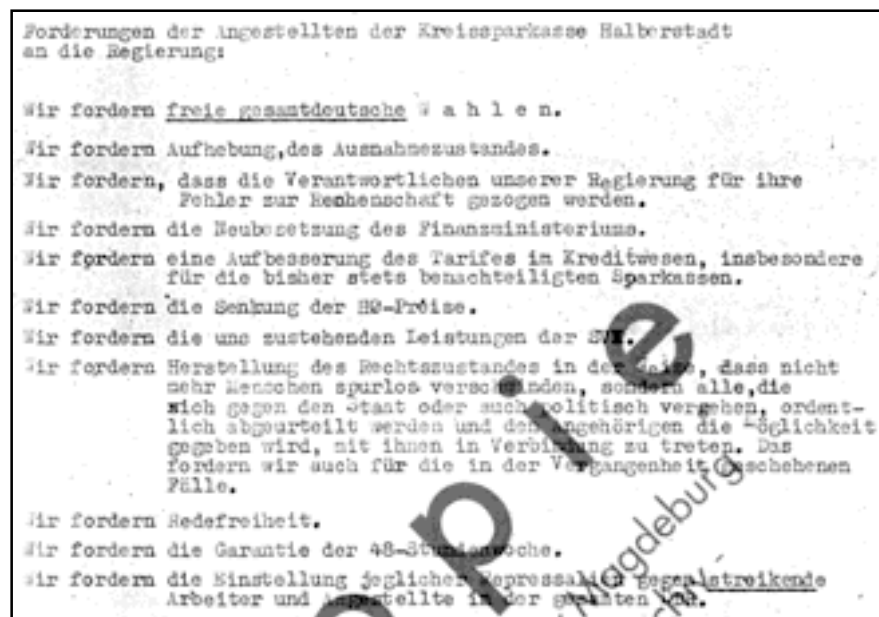 Forderungen der Angestellten der Kreissparkasse Halberstadt
an die Regierung:
Wir fordern freie gesamtdeutsche W a h l e n.
Wir fordern Aufhebung,des Ausnahmezustandes.
Wir fordern, dass die Verantwortlichen unserer Regierung für ihre
Fehler zur Rechenschaft gezogen werden.
Wir fordern die Neubesetzung des Finanzministeriums.
Wir fordern eine Aufbesserung des Tarifes im Kreditwesen, insbesondere
für die bisher stets benachteiligten Sparkassen.
Wir fordern die Senkung der HO-Preise.
Wir fordern die uns zustehenden Leistungen der
Wir fordern Herstellung des Rechtszustandes in der dass nicht
mehr Menschen spurlos verschwinden, sondern alle,die
sich gegen den Staat oder auch politisch vergehen, ordent-
lich abgeurteilt werden und den Angehörigen die Möglichkeit
gegeben wird, mit ihnen in Verbindung zu treten. Das
fordern wir auch für die in der Vergangenheit geschehenen
Fälle.
Wir fordern Redefreiheit.
Wir fordern die Garantie der 48-Stundenwoche.
Wir fordern die Einstellung jeglicher Repressalien gegen streikende
Arbeiter und Angestellte in der gesamten DDR.
o p i e
Magdeburg